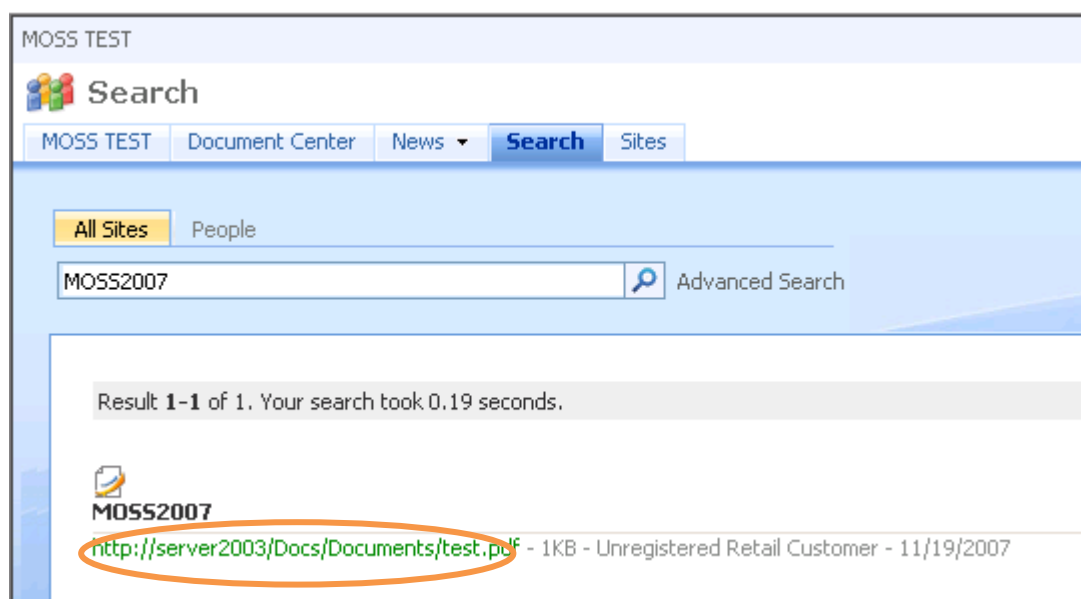 MOSS TEST
Search
MOSS TEST Document Center News Search Sites
All Sites People
MOSS2007 Advanced Search
Result 1-1 of 1. Your search took 0.19 seconds.
MOSS2007
http://server2003/Docs/Documents/test.pdf - 1KB - Unregistered Retail Customer - 11/19/2007